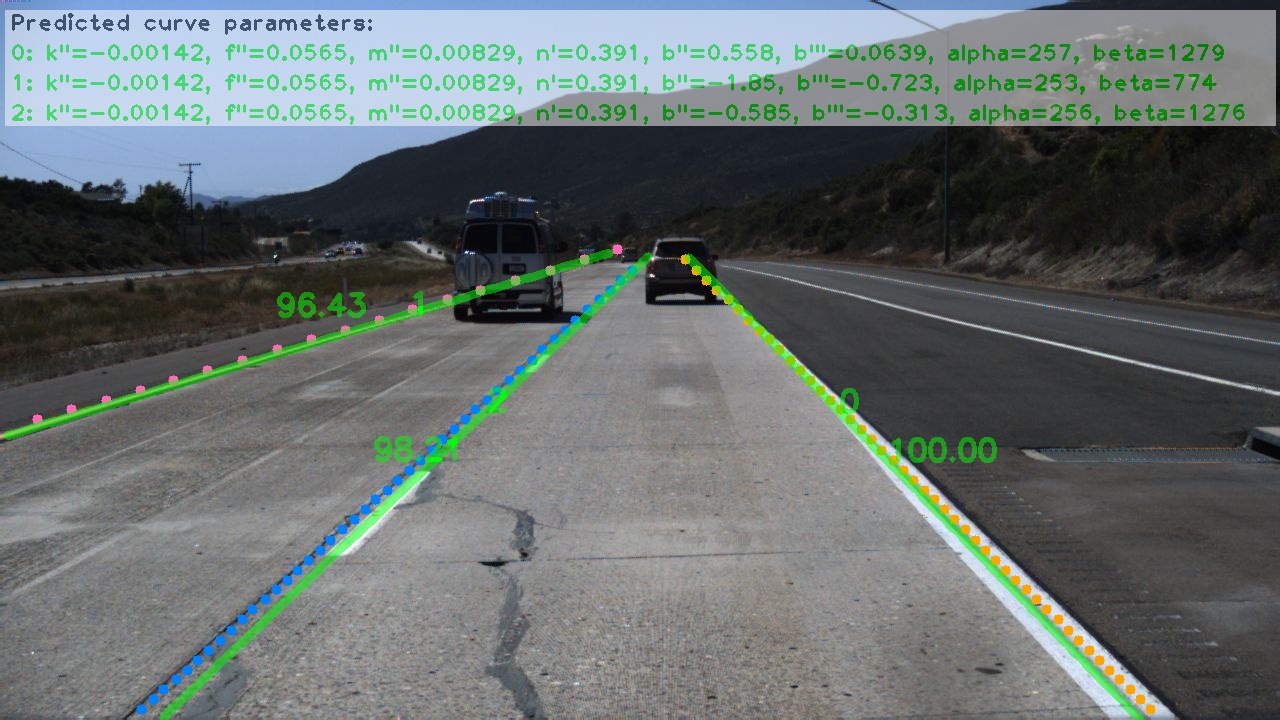 Predicted curve parameters:
0: k''=-0.00142, f''=0.0565, m''=0.00829, n'=0.391, b''=0.558, b'''=0.0639, alpha=257, beta=1279
1: k''=-0.00142, f''=0.0565, m''=0.00829, n'=0.391, b''=-1.85, b'''=-0.723, alpha=253, beta=774
2: k''=-0.00142, f''=0.0565, m''=0.00829, n'=0.391, b''=-0.585, b'''=-0.313, alpha=256, beta=1276
96.43 1
0
100.00